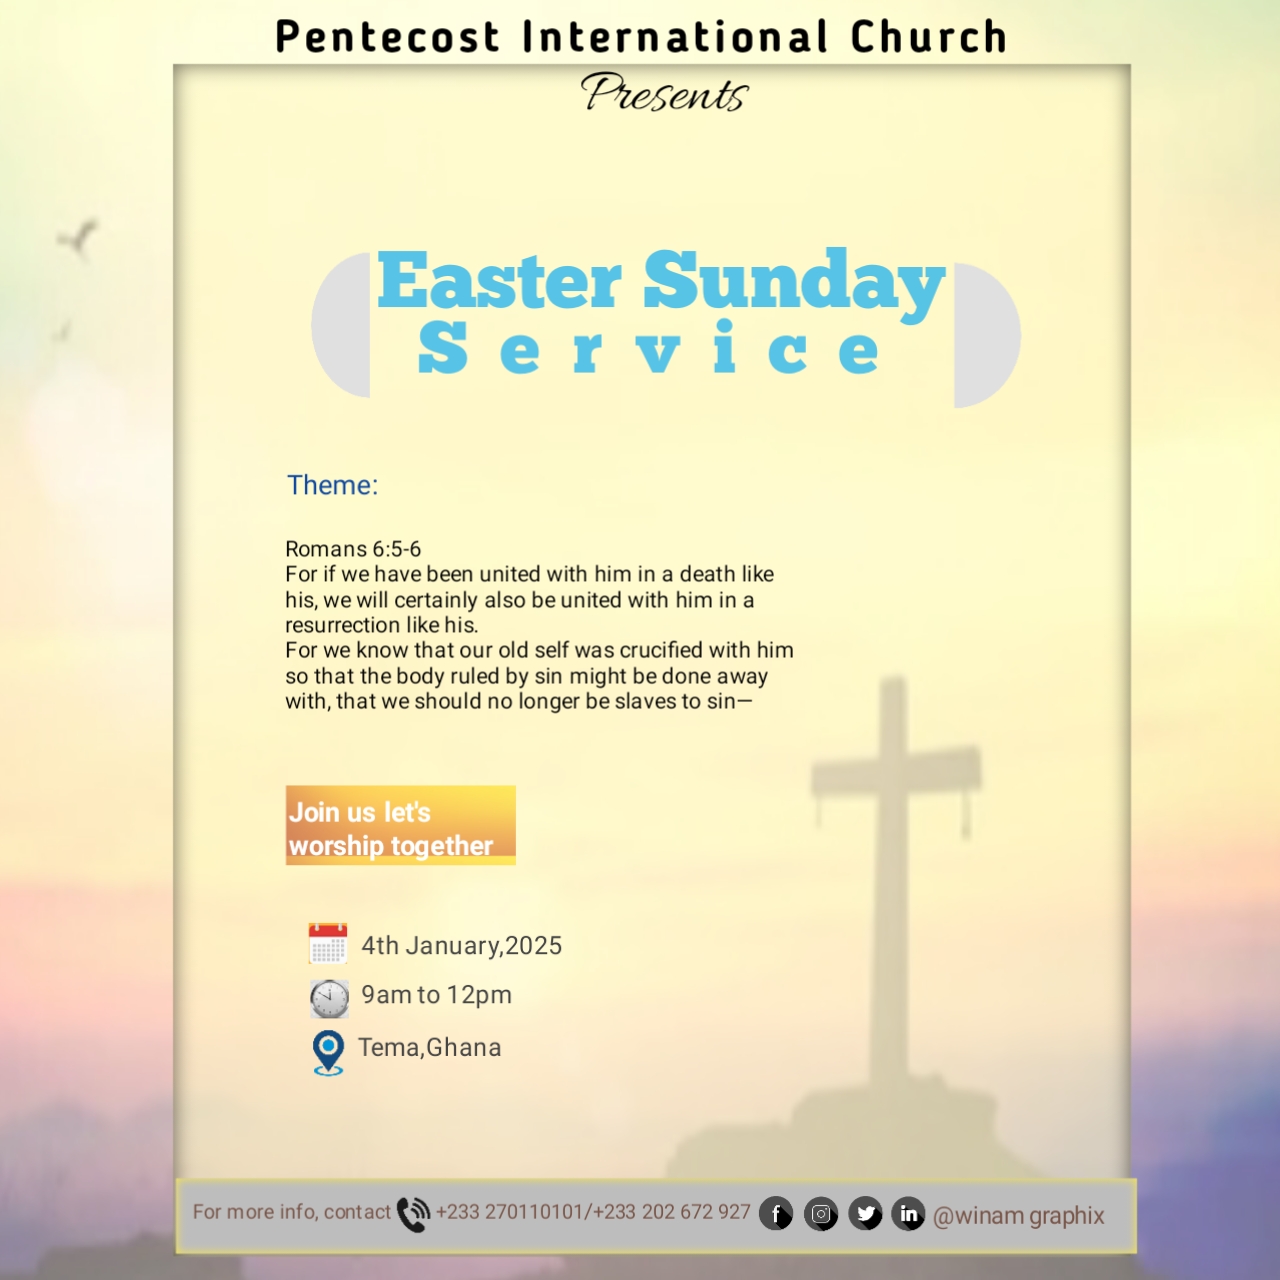 Pentecost International Church
Presents
Easter Sunday
Service
Theme:
Romans 6:5-6
For if we have been united with him in a death like
his, we will certainly also be united with him in a
resurrection like his.
For we know that our old self was crucified with him
so that the body ruled by sin might be done away
with, that we should no longer be slaves to sin—
Join us let's
worship together
4th January,2025
9am to 12pm
Tema,Ghana
For more info, contact +233 270110101/+233 202 672 927 f in @winam graphix